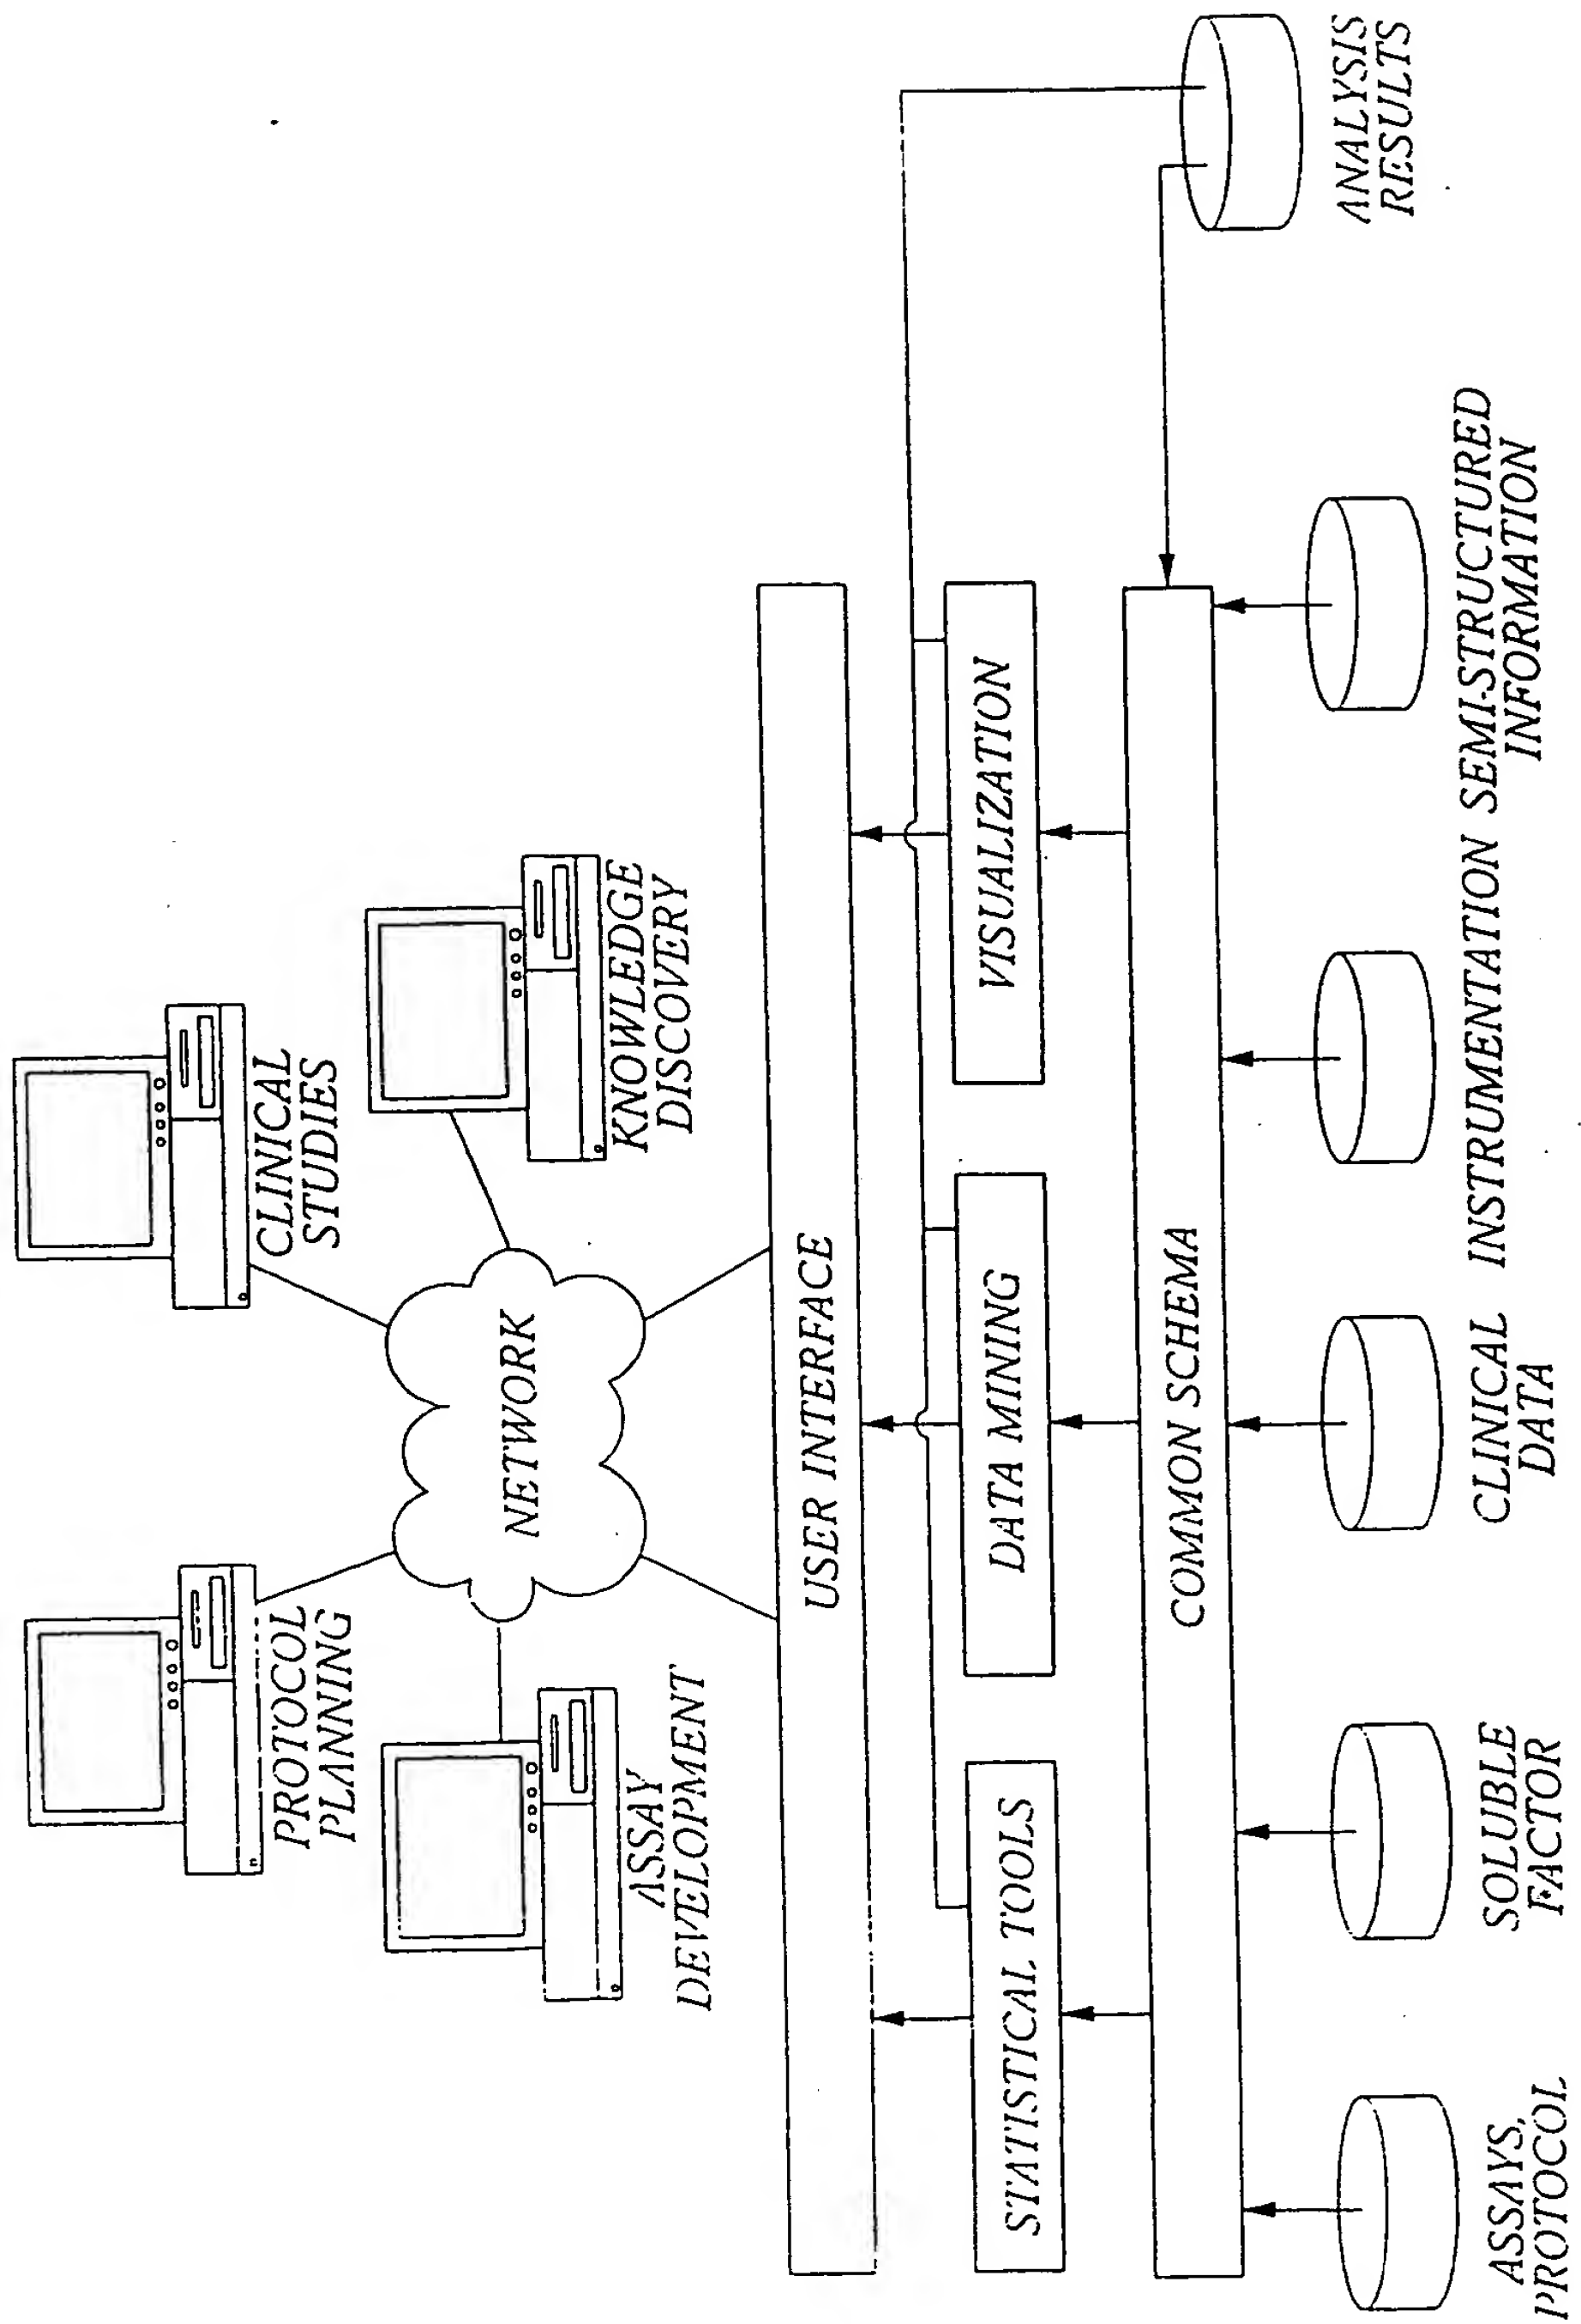 PROTOCOL
PLANNING
CLINICAL
STUDIES
ASSAY
DEVELOPMENT
NETWORK
KNOWLEDGE
DISCOVERY
USER INTERFACE
STATISTICAL TOOLS
DATA MINING
VISUALIZATION
COMMON SCHEMA
ASSAYS,
PROTOCOL
SOLUBLE
FACTOR
CLINICAL
DATA
INSTRUMENTATION
SEMI-STRUCTURED
INFORMATION
ANALYSIS
RESULTS